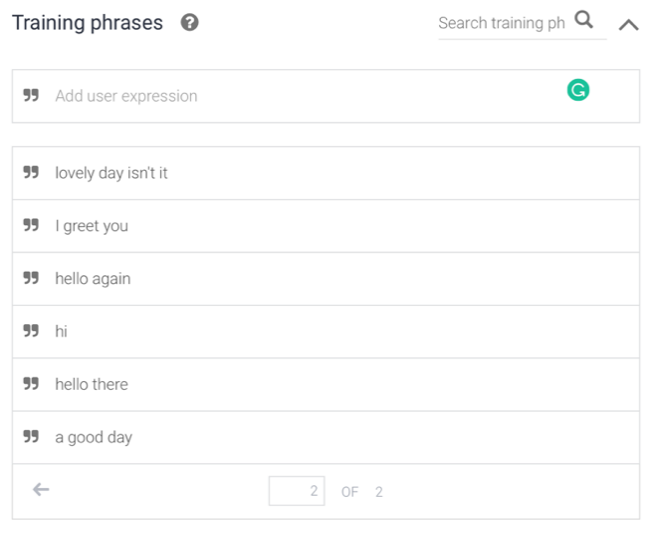 Training phrases
Search training ph
Add user expression
lovely day isn't it
I greet you
hello again
hi
hello there
a good day
2 OF 2